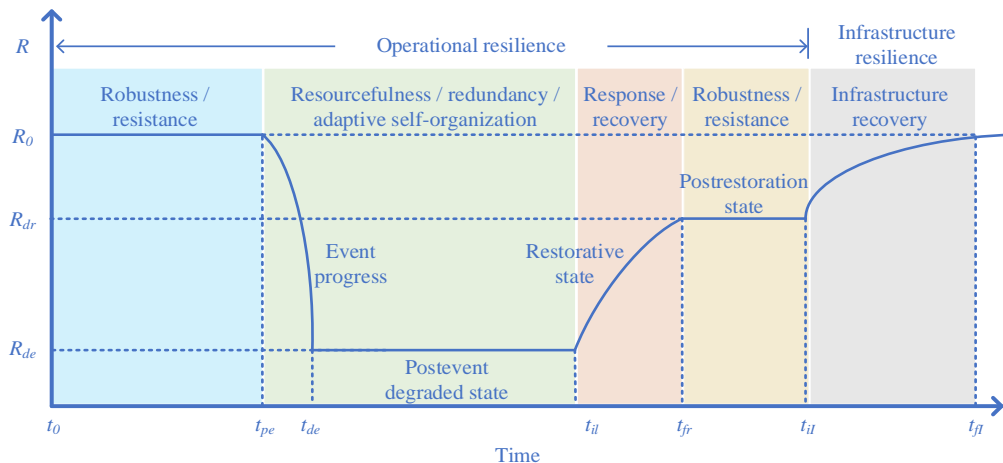 R
Operational resilience
Infrastructure
resilience
Robustness /
resistance
Resourcefulness / redundancy /
adaptive self-organization
Response /
recovery
Robustness /
resistance
Infrastructure
recovery
R0
Postrestoration
state
Rdr
Event
progress
Restorative
state
Rde
Postevent
degraded state
t0
tpe
tde
til
tfr
tiI
tfI
Time